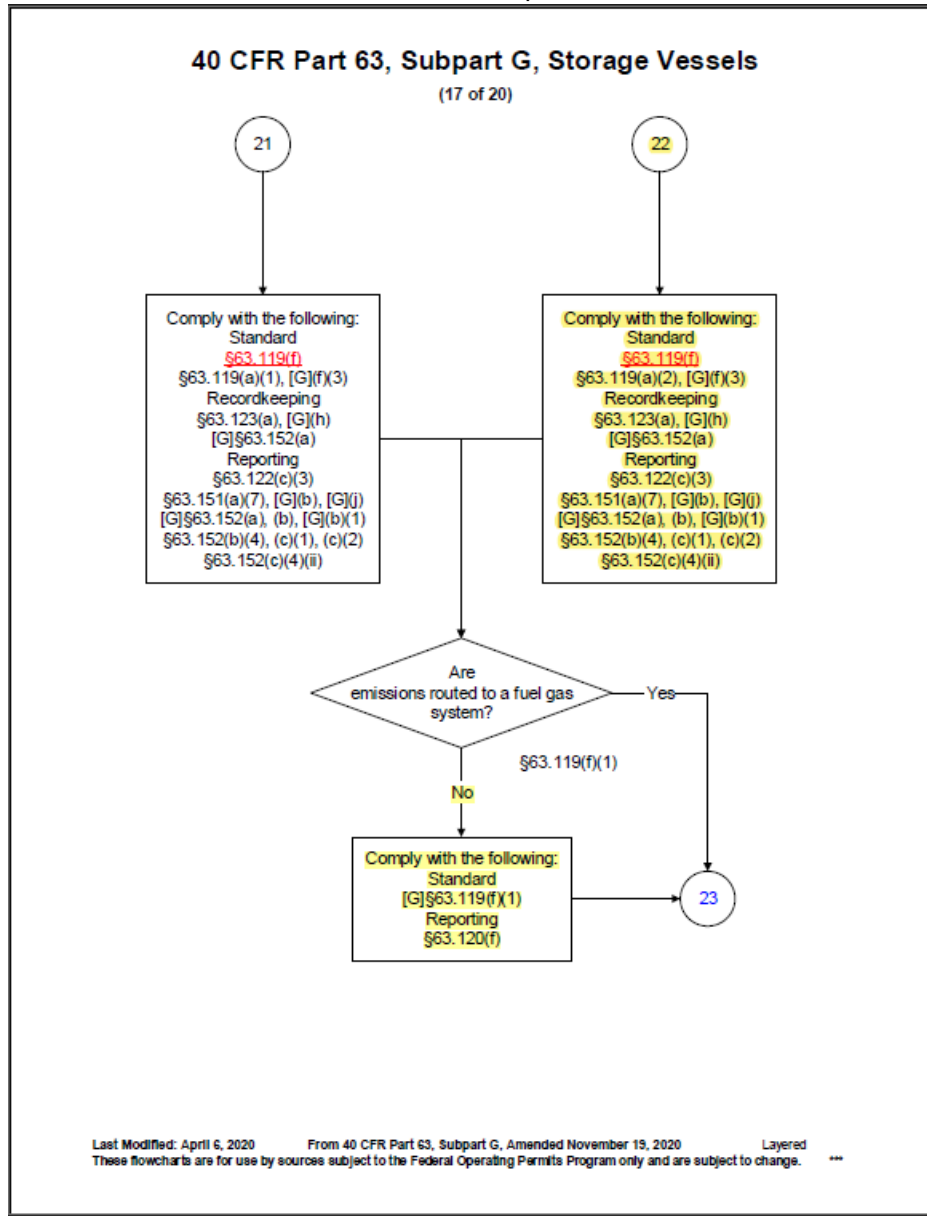 40 CFR Part 63, Subpart G, Storage Vessels
(17 of 20)
21
22
Comply with the following:
Standard
§63.119(f)
§63.119(a)(1), [G](f)(3)
Recordkeeping
§63.123(a), [G](h)
[G]§63.152(a)
Reporting
§63.122(c)(3)
§63.151(a)(7), [G](b), [G](j)
[G]§63.152(a), (b), [G](b)(1)
§63.152(b)(4), (c)(1), (c)(2)
§63.152(c)(4)(ii)
Comply with the following:
Standard
§63.119(f)
§63.119(a)(2), [G](f)(3)
Recordkeeping
§63.123(a), [G](h)
[G]§63.152(a)
Reporting
§63.122(c)(3)
§63.151(a)(7), [G](b), [G](j)
[G]§63.152(a), (b), [G](b)(1)
§63.152(b)(4), (c)(1), (c)(2)
§63.152(c)(4)(ii)
Are
emissions routed to a fuel gas
system?
Yes
§63.119(f)(1)
No
Comply with the following:
Standard
[G]§63.119(f)(1)
Reporting
§63.120(f)
23
Last Modified: April 6, 2020 From 40 CFR Part 63, Subpart G, Amended November 19, 2020 Layered
These flowcharts are for use by sources subject to the Federal Operating Permits Program only and are subject to change. ***